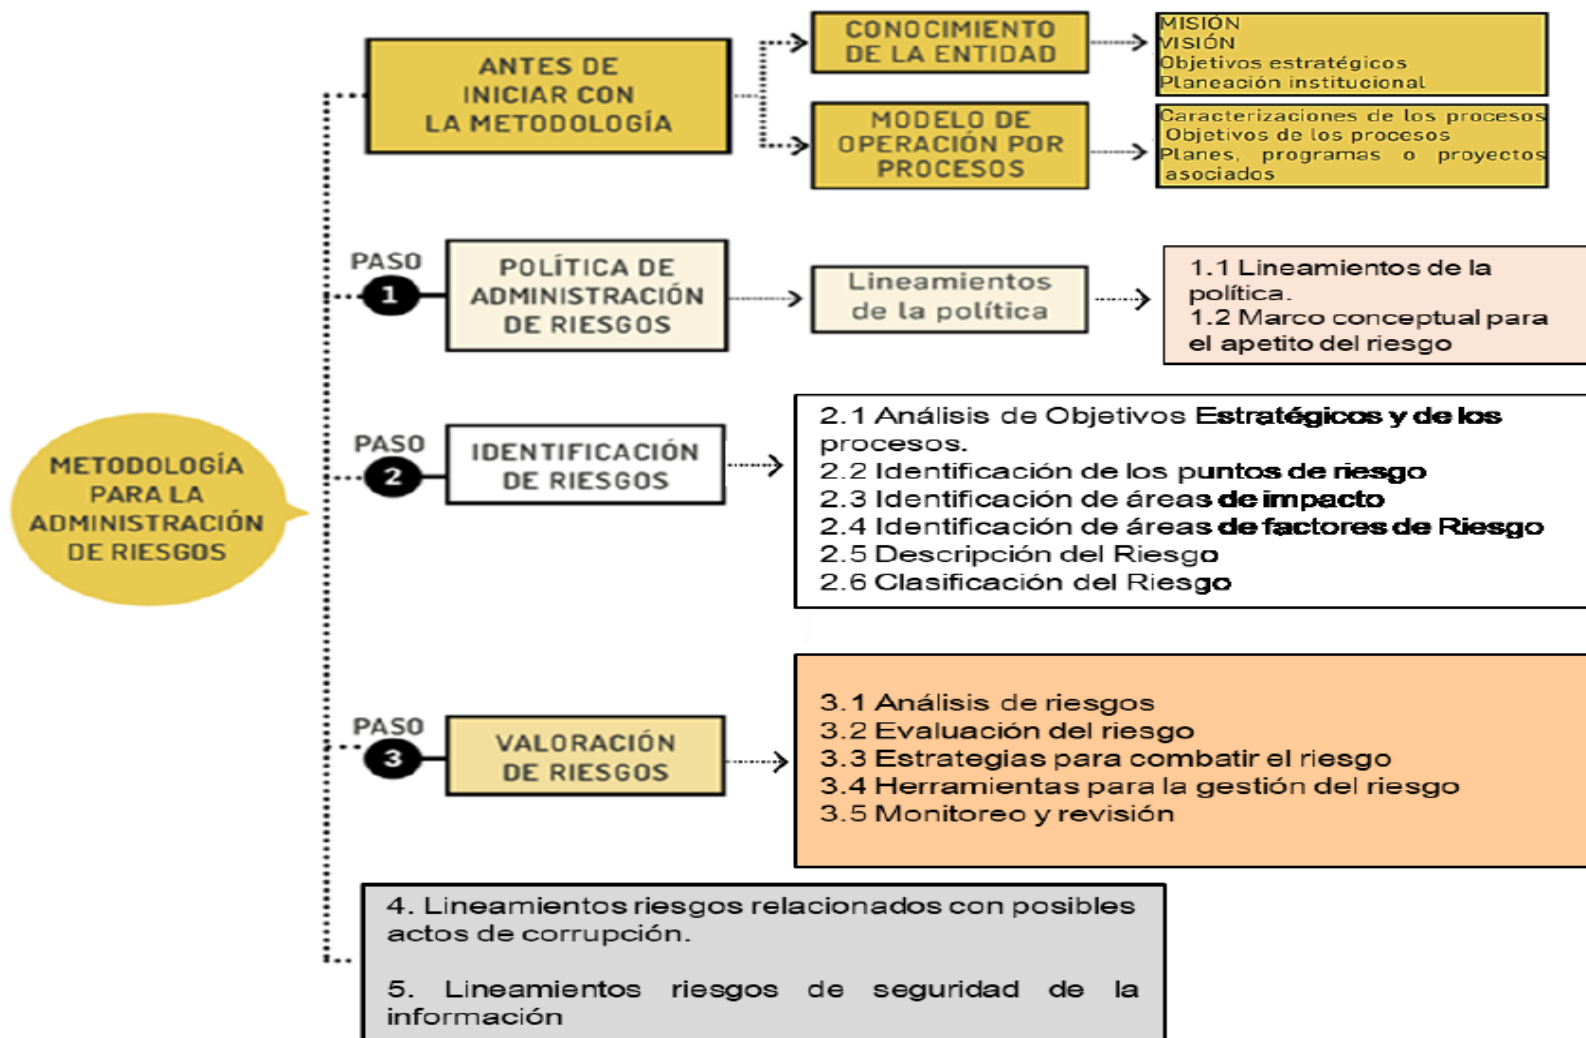 METODOLOGÍA
PARA LA
ADMINISTRACIÓN
DE RIESGOS
ANTES DE
INICIAR CON
LA METODOLOGÍA
CONOCIMIENTO
DE LA ENTIDAD
MISIÓN
VISIÓN
Objetivos estratégicos
Planeación institucional
MODELO DE
OPERACIÓN POR
PROCESOS
Caracterizaciones de los procesos
Objetivos de los procesos
Planes, programas o proyectos
asociados
PASO
1
POLÍTICA DE
ADMINISTRACIÓN
DE RIESGOS
Lineamientos
de la política
1.1 Lineamientos de la
política.
1.2 Marco conceptual para
el apetito del riesgo
PASO
2
IDENTIFICACIÓN
DE RIESGOS
2.1 Análisis de Objetivos Estratégicos y de los
procesos.
2.2 Identificación de los puntos de riesgo
2.3 Identificación de áreas de impacto
2.4 Identificación de áreas de factores de Riesgo
2.5 Descripción del Riesgo
2.6 Clasificación del Riesgo
PASO
3
VALORACIÓN
DE RIESGOS
3.1 Análisis de riesgos
3.2 Evaluación del riesgo
3.3 Estrategias para combatir el riesgo
3.4 Herramientas para la gestión del riesgo
3.5 Monitoreo y revisión
4. Lineamientos riesgos relacionados con posibles
actos de corrupción.
5. Lineamientos riesgos de seguridad de la
información